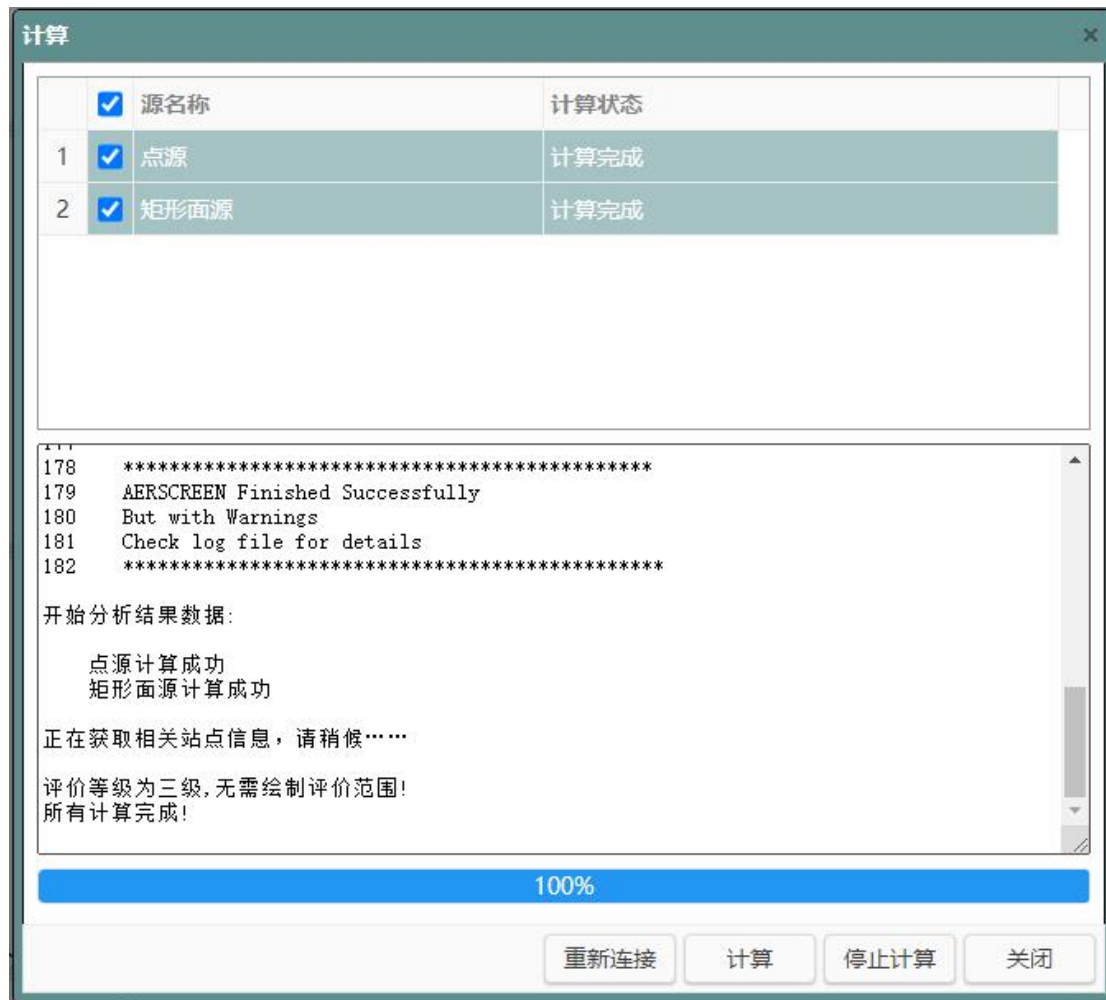 计算
源名称 计算状态
1 点源 计算完成
2 矩形面源 计算完成
178 **********************************************
179 AERSCREEN Finished Successfully
180 But with Warnings
181 Check log file for details
182 ***********************************************
开始分析结果数据:
点源计算成功
矩形面源计算成功
正在获取相关站点信息，请稍候……
评价等级为三级,无需绘制评价范围!
所有计算完成!
100%
重新连接 计算 停止计算 关闭